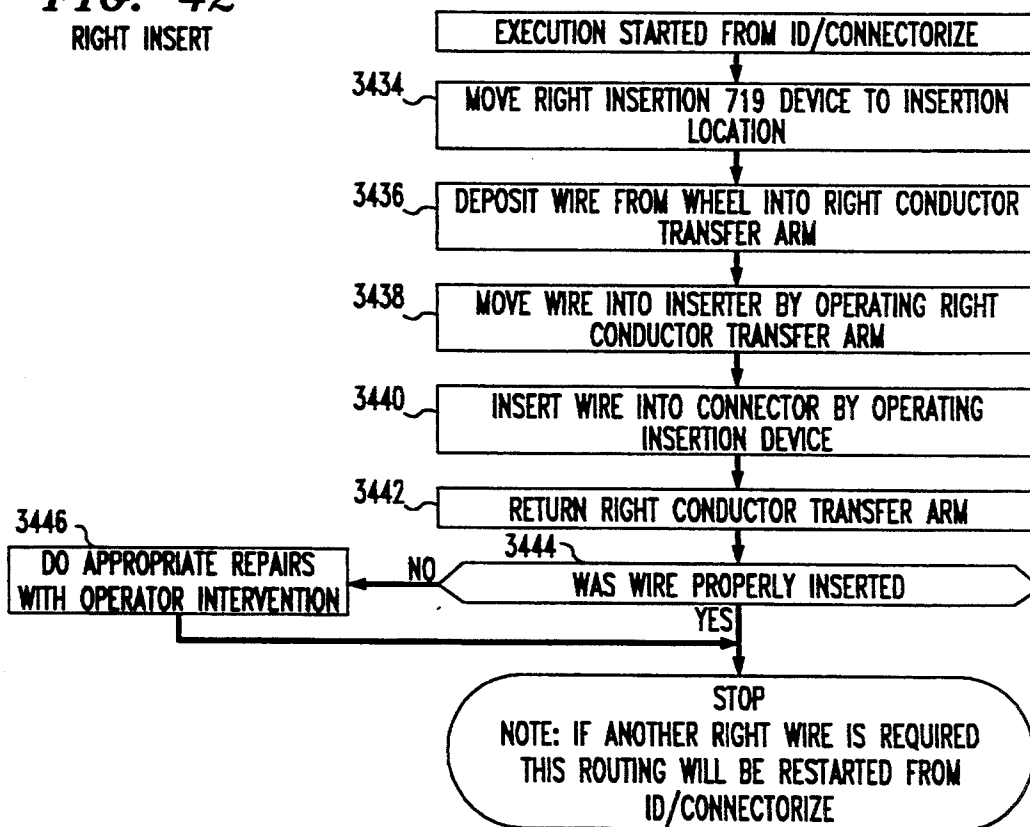 FIG. 42
RIGHT INSERT
EXECUTION STARTED FROM ID/CONNECTORIZE
3434
MOVE RIGHT INSERTION 719 DEVICE TO INSERTION
LOCATION
3436
DEPOSIT WIRE FROM WHEEL INTO RIGHT CONDUCTOR
TRANSFER ARM
3438
MOVE WIRE INTO INSERTER BY OPERATING RIGHT
CONDUCTOR TRANSFER ARM
3440
INSERT WIRE INTO CONNECTOR BY OPERATING
INSERTION DEVICE
3442
RETURN RIGHT CONDUCTOR TRANSFER ARM
3444
WAS WIRE PROPERLY INSERTED
NO
3446
DO APPROPRIATE REPAIRS
WITH OPERATOR INTERVENTION
YES
STOP
NOTE: IF ANOTHER RIGHT WIRE IS REQUIRED
THIS ROUTING WILL BE RESTARTED FROM
ID/CONNECTORIZE